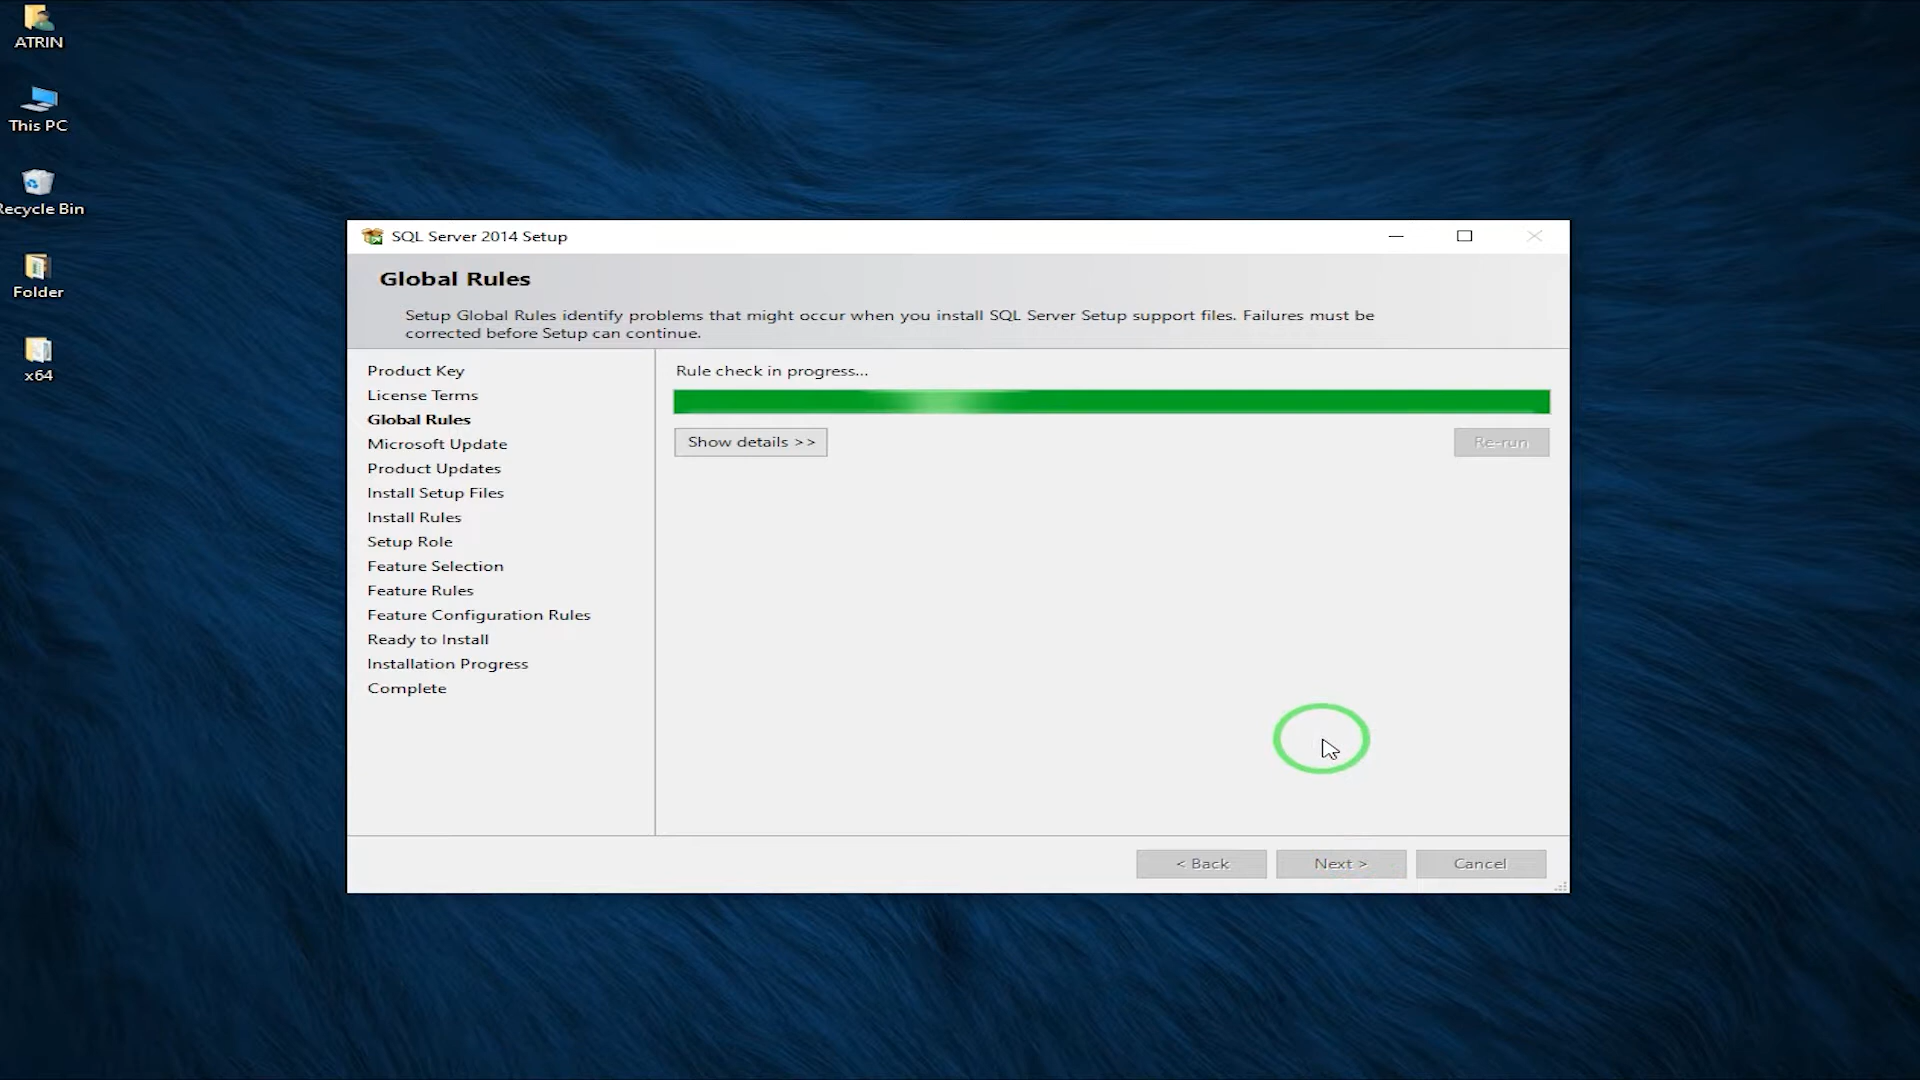 ATRIN
This PC
Recycle Bin
Folder
x64
SQL Server 2014 Setup
Global Rules
Setup Global Rules identify problems that might occur when you install SQL Server Setup support files. Failures must be
corrected before Setup can continue.
Product Key
License Terms
Global Rules
Microsoft Update
Product Updates
Install Setup Files
Install Rules
Setup Role
Feature Selection
Feature Rules
Feature Configuration Rules
Ready to Install
Installation Progress
Complete
Rule check in progress...
Show details >>
Re-run
< Back
Next >
Cancel